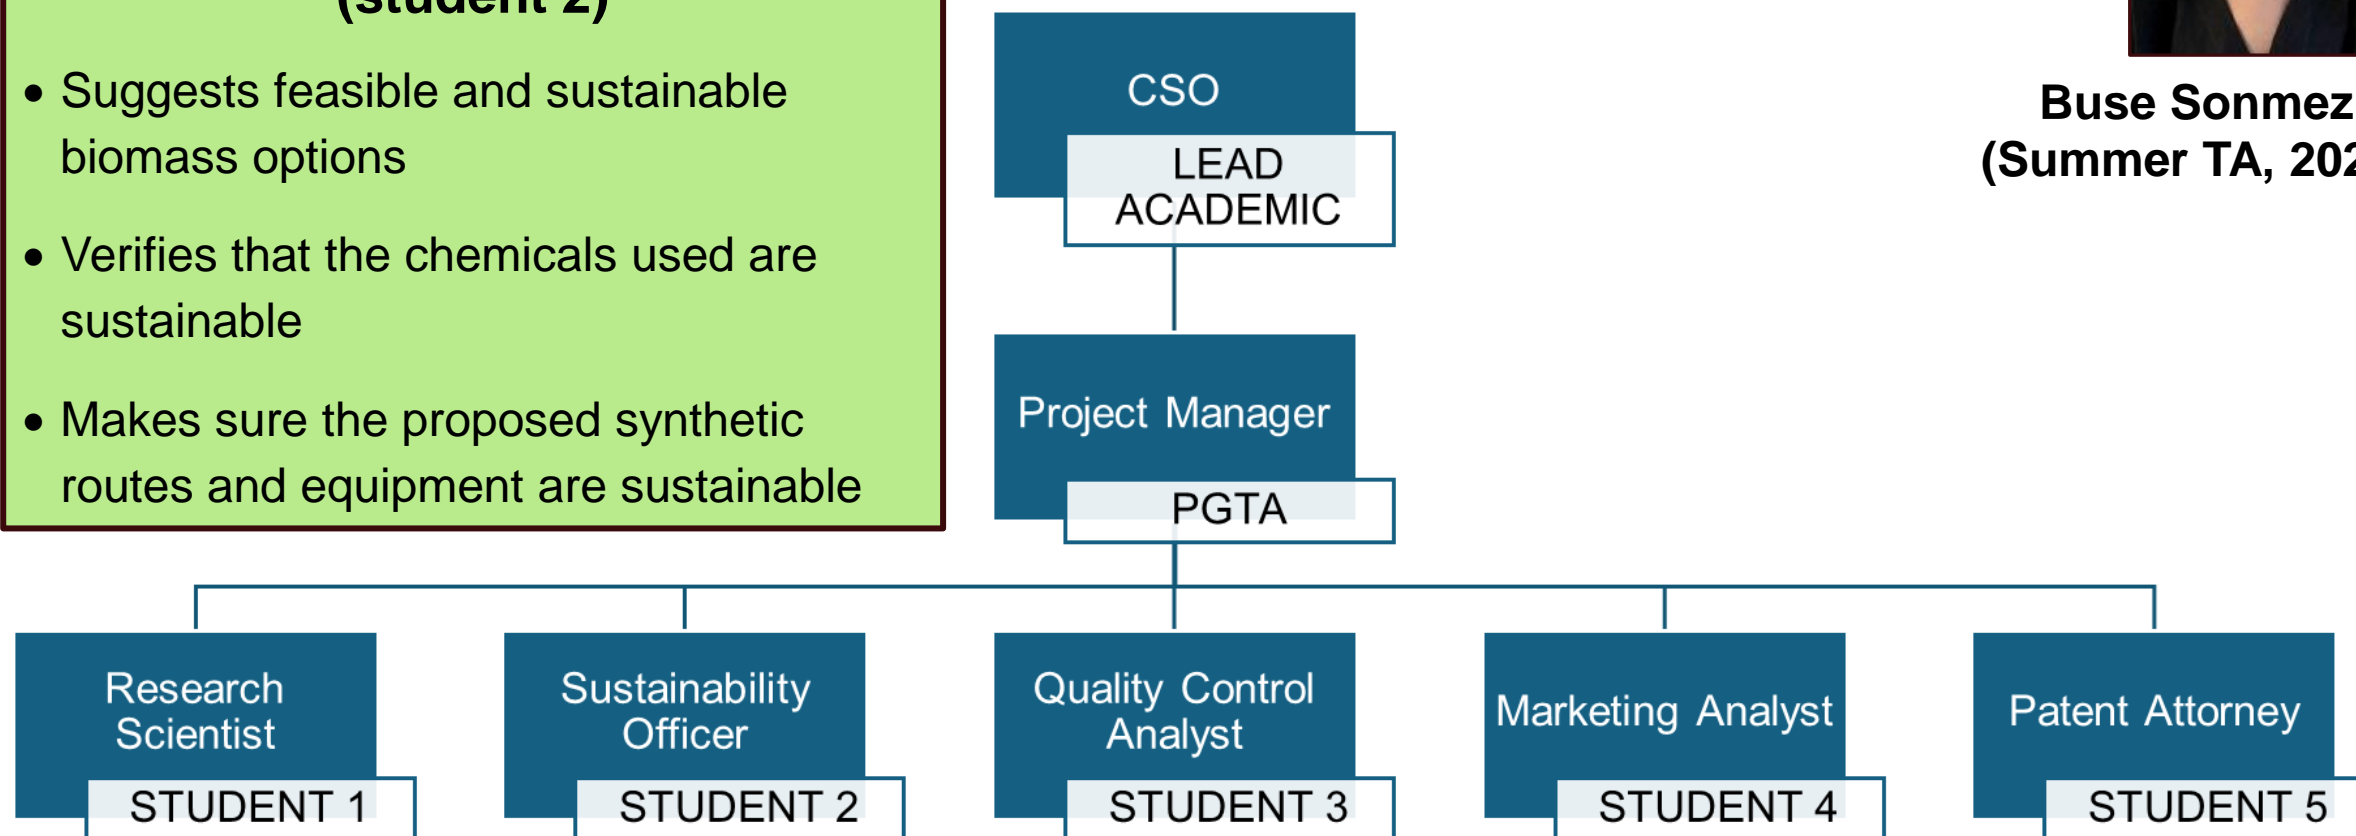 (student 2)
• Suggests feasible and sustainable
biomass options
• Verifies that the chemicals used are
sustainable
• Makes sure the proposed synthetic
routes and equipment are sustainable
CSO
LEAD
ACADEMIC
Buse Sonmez
(Summer TA, 202
Project Manager
PGTA
Research
Scientist
STUDENT 1
Sustainability
Officer
STUDENT 2
Quality Control
Analyst
STUDENT 3
Marketing Analyst
STUDENT 4
Patent Attorney
STUDENT 5